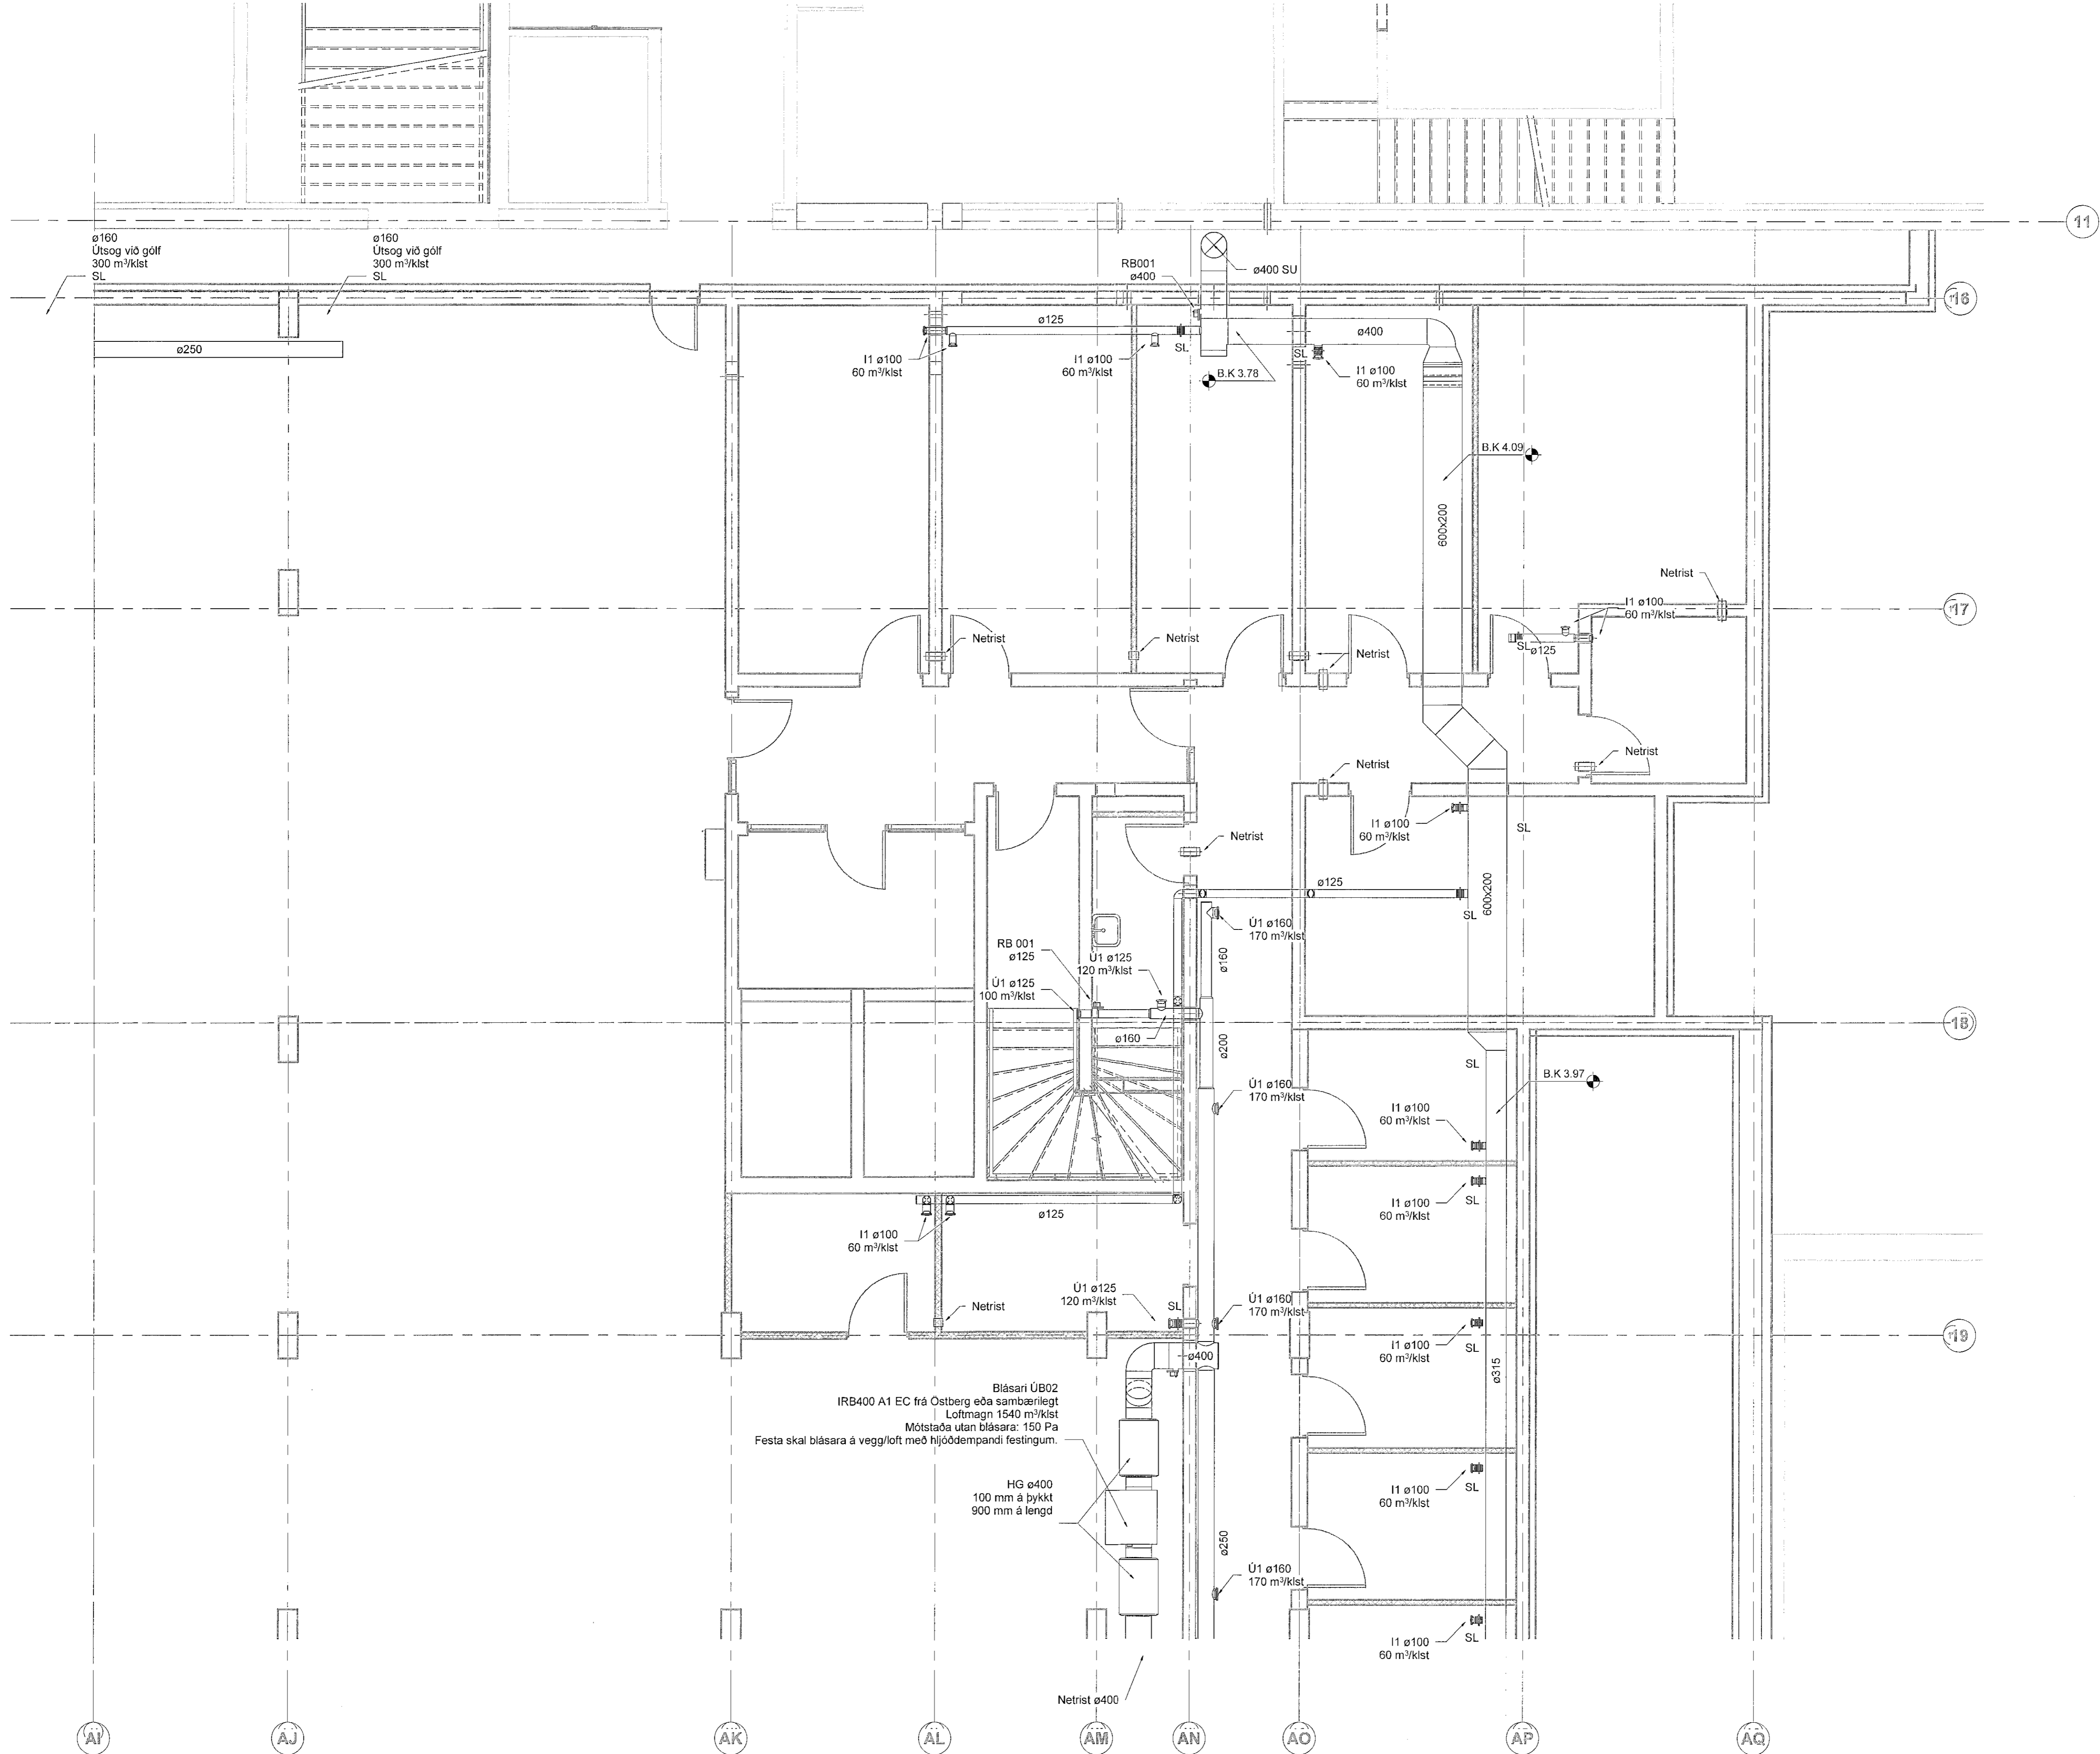 11
ø160
Útsog við gólf
300 m³/klst
SL
ø160
Útsog við gólf
300 m³/klst
SL
RB001
ø400
ø400 SU
16
ø250
ø125
ø400
I1 ø100
60 m³/klst
I1 ø100
60 m³/klst
SL
SL
I1 ø100
60 m³/klst
B.K 3.78
B.K 4.09
600x200
Netrist
I1 ø100
60 m³/klst
17
SL
ø125
Netrist
Netrist
Netrist
Netrist
Netrist
I1 ø100
60 m³/klst
SL
Netrist
ø125
SL
600x200
Ú1 ø160
170 m³/klst
RB 001
ø125
Ú1 ø125
120 m³/klst
ø160
Ú1 ø125
100 m³/klst
18
ø160
ø200
SL
B.K 3.97
Ú1 ø160
170 m³/klst
I1 ø100
60 m³/klst
I1 ø100
60 m³/klst
SL
ø125
I1 ø100
60 m³/klst
Ú1 ø125
120 m³/klst
SL
Netrist
Ú1 ø160
170 m³/klst
19
I1 ø100
60 m³/klst
SL
ø400
ø315
Blásari ÚB02
IRB400 A1 EC frá Östberg eða sambærilegt
Loftmagn 1540 m³/klst
Mótstaða utan blásara: 150 Pa
Festa skal blásara á vegg/loft með hljóðdempandi festingum.
HG ø400
100 mm á þykkt
900 mm á lengd
I1 ø100
60 m³/klst
SL
ø250
Ú1 ø160
170 m³/klst
I1 ø100
60 m³/klst
SL
Netrist ø400
AI
AJ
AK
AL
AM
AN
AO
AP
AQ